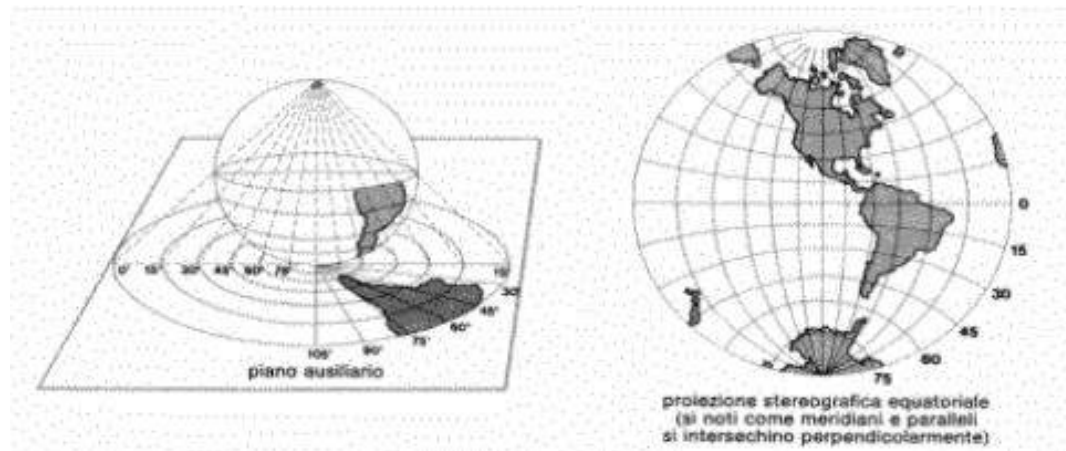 0° 15° 30° 45° 60° 75°
15°
30°
45°
60°
75°
90°
105°
piano ausiliario
0
15
30
45
60
75
proiezione stereografica equatoriale
(si noti come meridiani e paralleli
si intersechino perpendicolarmente)